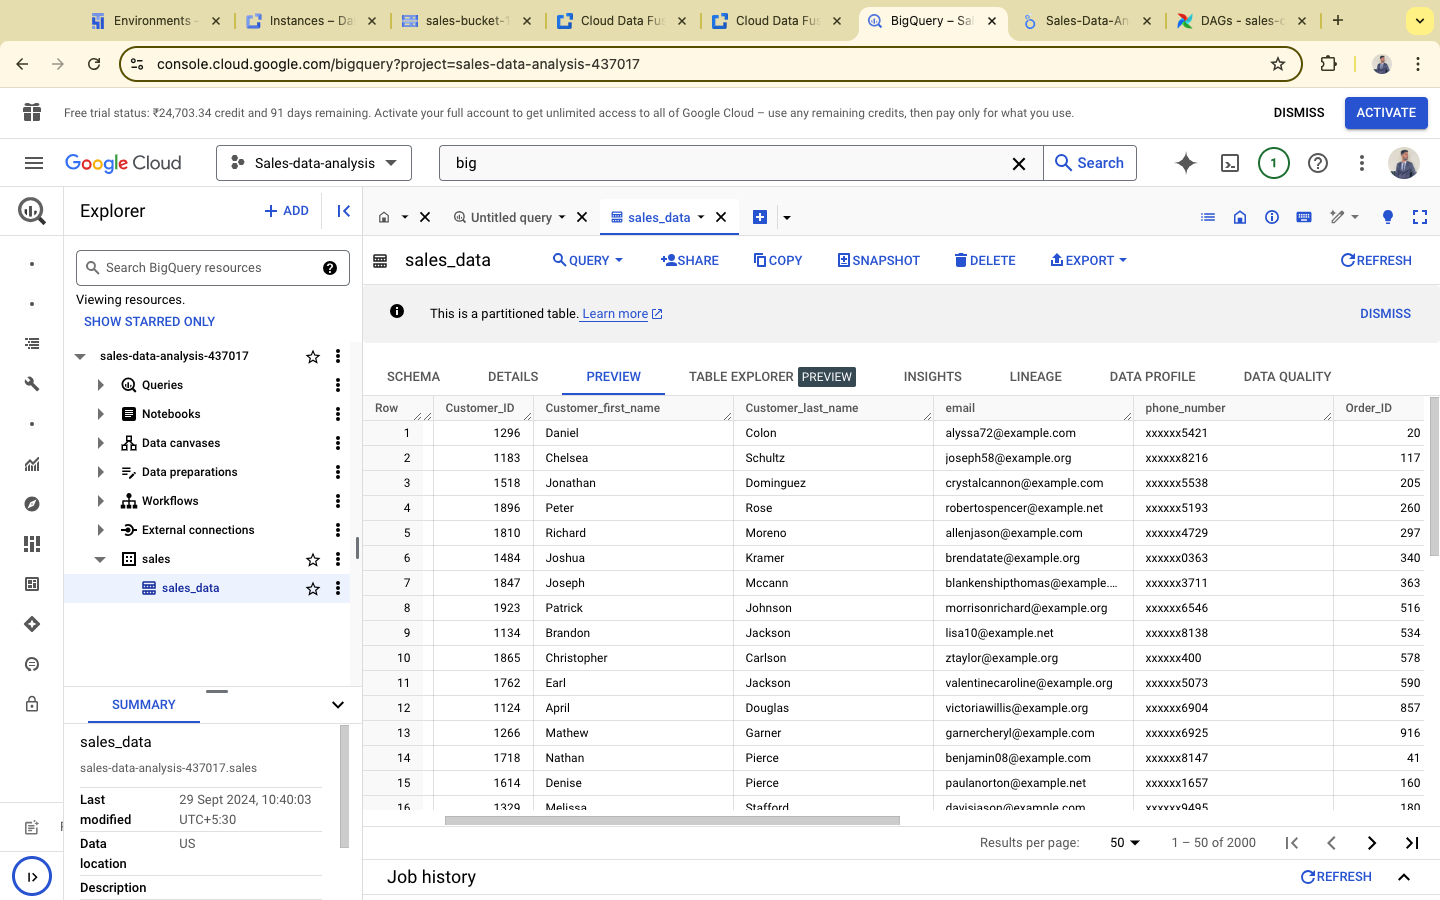 Environments -
Instances – Da
sales-bucket-1
Cloud Data Fus
Cloud Data Fus
BigQuery – Sal
Sales-Data-An
DAGs - sales-c
console.cloud.google.com/bigquery?project=sales-data-analysis-437017
Free trial status: ₹24,703.34 credit and 91 days remaining. Activate your full account to get unlimited access to all of Google Cloud – use any remaining credits, then pay only for what you use.
DISMISS
ACTIVATE
Google Cloud
Sales-data-analysis
big
Search
1
Explorer
ADD
Untitled query
sales_data
Search BigQuery resources
sales_data
QUERY
SHARE
COPY
SNAPSHOT
DELETE
EXPORT
REFRESH
Viewing resources.
SHOW STARRED ONLY
This is a partitioned table. Learn more
DISMISS
sales-data-analysis-437017
Queries
Notebooks
Data canvases
Data preparations
Workflows
External connections
sales
sales_data
SCHEMA DETAILS PREVIEW TABLE EXPLORER PREVIEW INSIGHTS LINEAGE DATA PROFILE DATA QUALITY
Row Customer_ID Customer_first_name Customer_last_name email phone_number Order_ID
1 1296 Daniel Colon alyssa72@example.com xxxxxx5421 20
2 1183 Chelsea Schultz joseph58@example.org xxxxxx8216 117
3 1518 Jonathan Dominguez crystalcannon@example.com xxxxxx5538 205
4 1896 Peter Rose robertospencer@example.net xxxxxx5193 260
5 1810 Richard Moreno allenjason@example.com xxxxxx4729 297
6 1484 Joshua Kramer brendatate@example.org xxxxxx0363 340
7 1847 Joseph Mccann blankenshipthomas@example.... xxxxxx3711 363
8 1923 Patrick Johnson morrisonrichard@example.org xxxxxx6546 516
9 1134 Brandon Jackson lisa10@example.net xxxxxx8138 534
10 1865 Christopher Carlson ztaylor@example.org xxxxxx400 578
11 1762 Earl Jackson valentinecaroline@example.org xxxxxx5073 590
12 1124 April Douglas victoriawillis@example.org xxxxxx6904 857
13 1266 Mathew Garner garnercheryl@example.com xxxxxx6925 916
14 1718 Nathan Pierce benjamin08@example.com xxxxxx8147 41
15 1614 Denise Pierce paulanorton@example.net xxxxxx1657 160
16 1329 Melissa Stafford davisjason@example.com xxxxxx9495 180
SUMMARY
sales_data
sales-data-analysis-437017.sales
Last modified
29 Sept 2024, 10:40:03 UTC+5:30
Data location
US
Description
Results per page: 50 1 – 50 of 2000
Job history
REFRESH